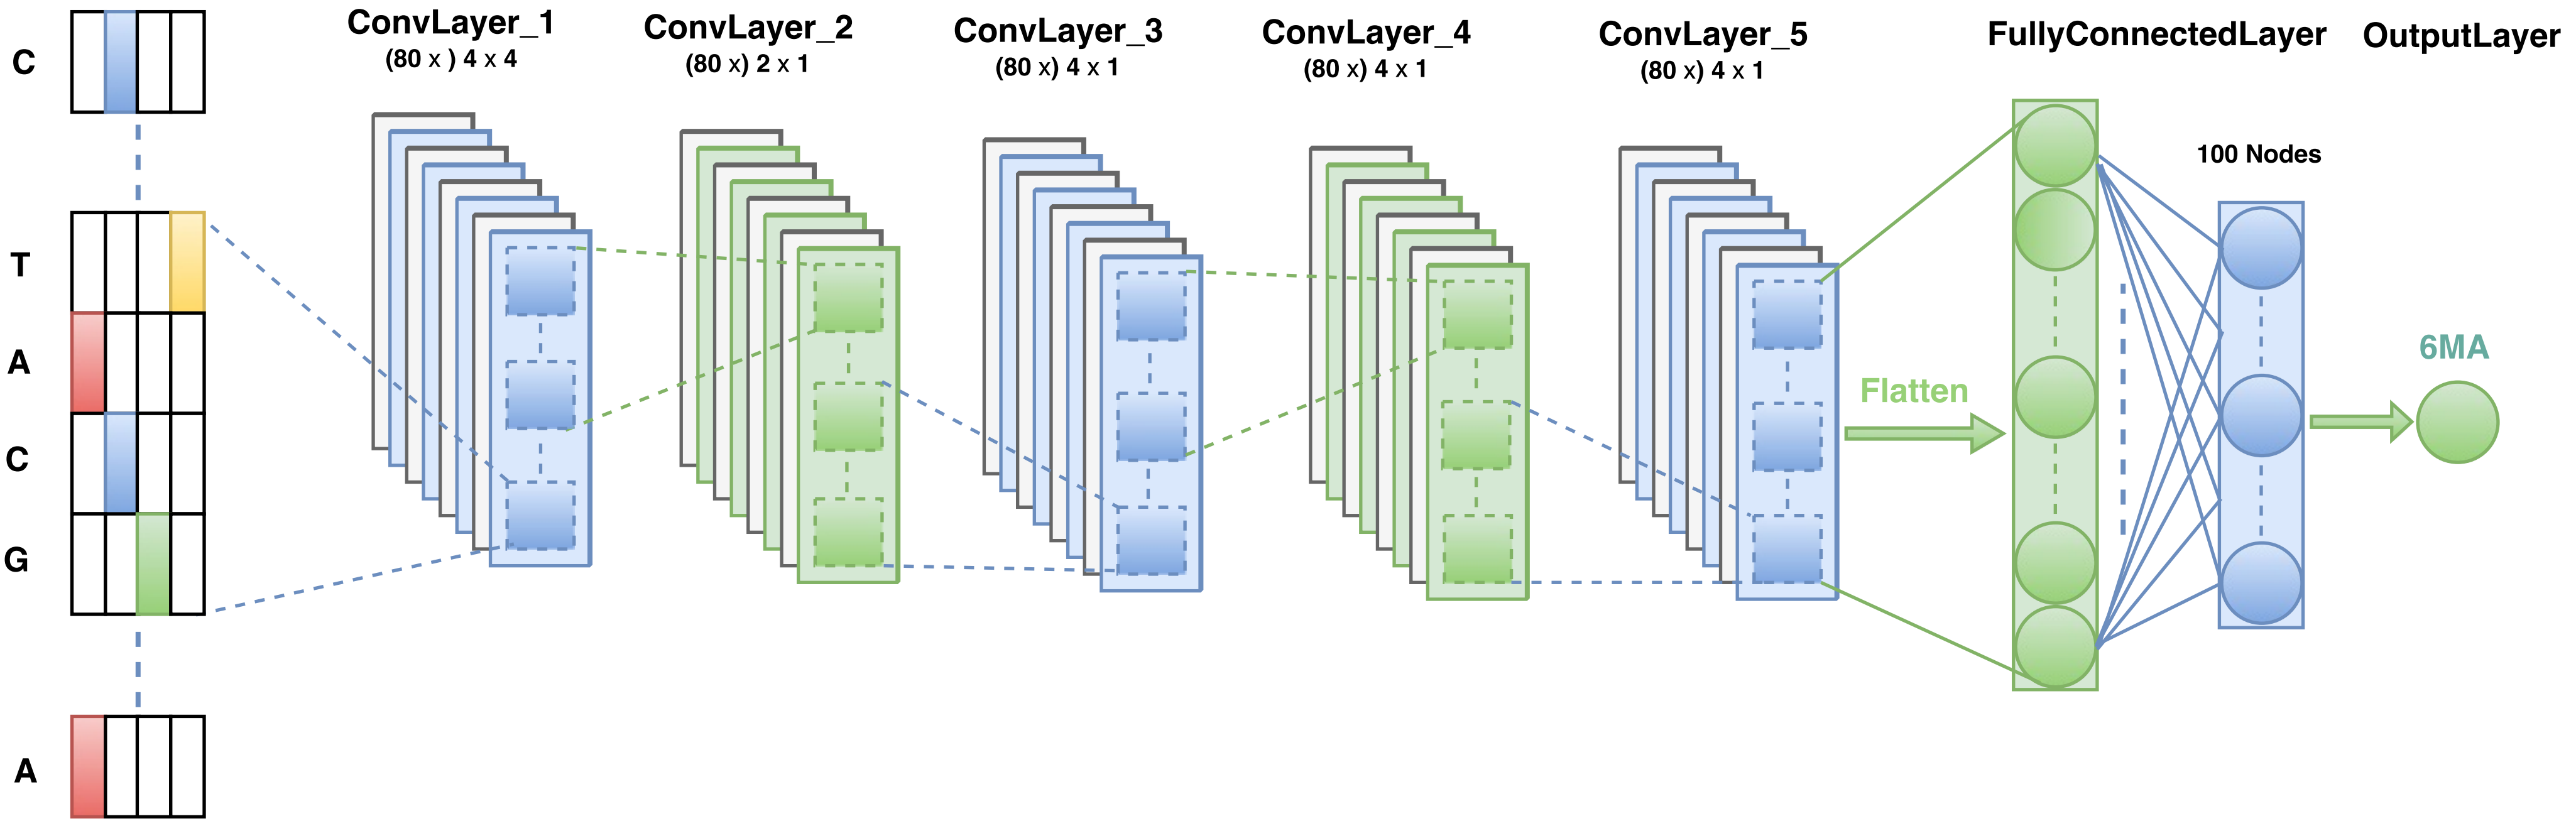 ConvLayer_1
(80 x ) 4 x 4
ConvLayer_2
(80 x) 2 x 1
ConvLayer_3
(80 x) 4 x 1
ConvLayer_4
(80 x) 4 x 1
ConvLayer_5
(80 x) 4 x 1
FullyConnectedLayer
OutputLayer
C
T
A
C
G
A
Flatten
100 Nodes
6MA